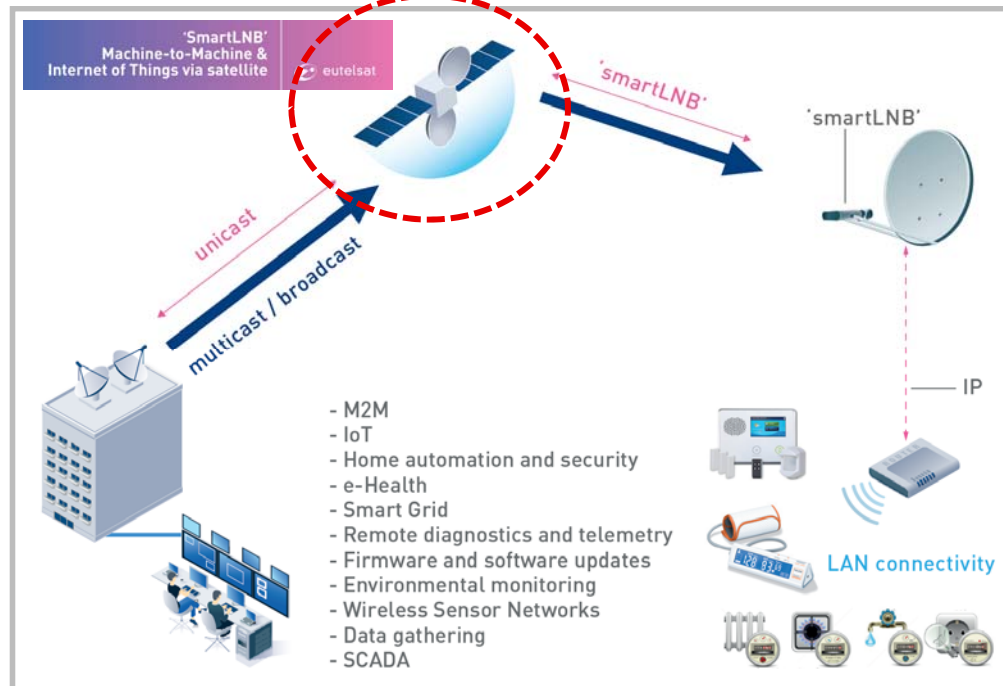 'SmartLNB'
Machine-to-Machine &
Internet of Things via satellite
eutelsat
'smartLNB'
'smartLNB'
unicast
multicast / broadcast
IP
- M2M
- IoT
- Home automation and security
- e-Health
- Smart Grid
- Remote diagnostics and telemetry
- Firmware and software updates
- Environmental monitoring
- Wireless Sensor Networks
- Data gathering
- SCADA
LAN connectivity